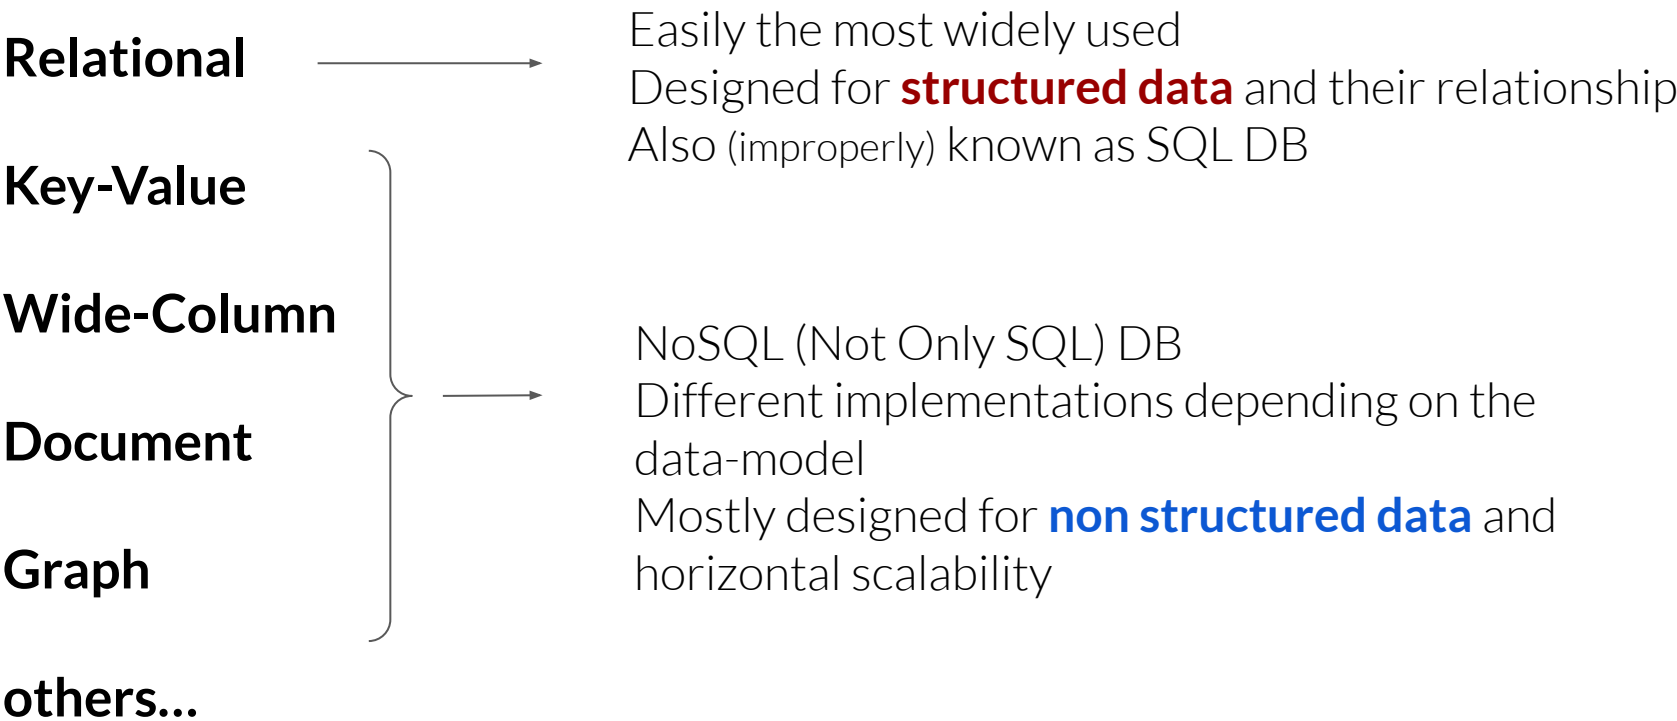 Relational
Easily the most widely used
Designed for structured data and their relationship
Also (improperly) known as SQL DB
Key-Value
Wide-Column
Document
Graph
NoSQL (Not Only SQL) DB
Different implementations depending on the
data-model
Mostly designed for non structured data and
horizontal scalability
others...